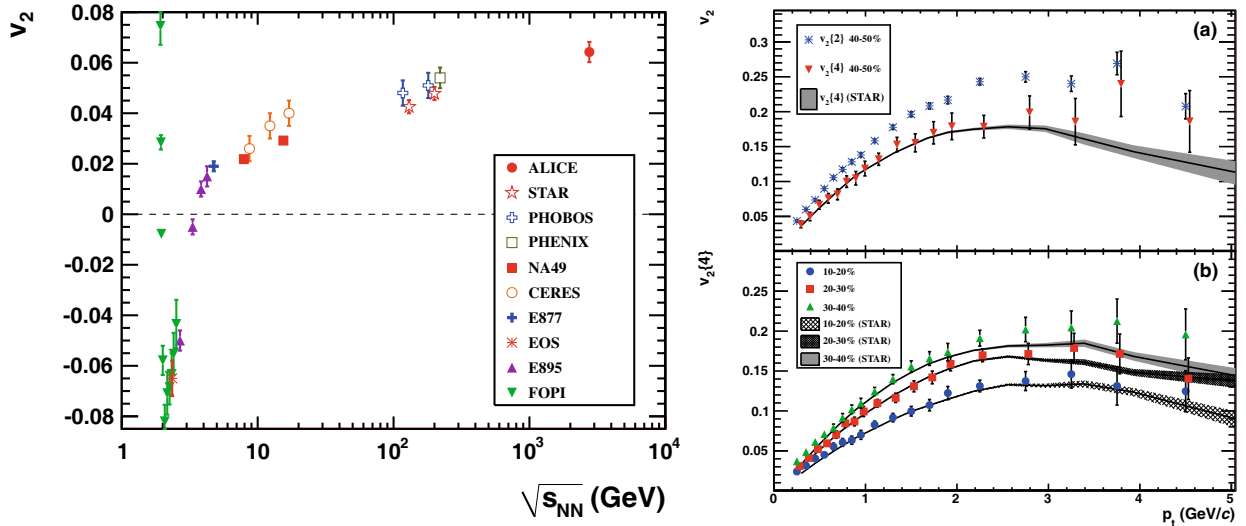 v₂
0.08
0.06
0.04
0.02
0
-0.02
-0.04
-0.06
-0.08
ALICE
STAR
PHOBOS
PHENIX
NA49
CERES
E877
EOS
E895
FOPI
1 10 10² 10³ 10⁴
√s_NN (GeV)
v₂
(a)
0.3
0.25
0.2
0.15
0.1
0.05
v₂{2} 40-50%
v₂{4} 40-50%
v₂{4} (STAR)
v₂{4}
(b)
0.25
0.2
0.15
0.1
0.05
10-20%
20-30%
30-40%
10-20% (STAR)
20-30% (STAR)
30-40% (STAR)
0 1 2 3 4 5
pₜ (GeV/c)